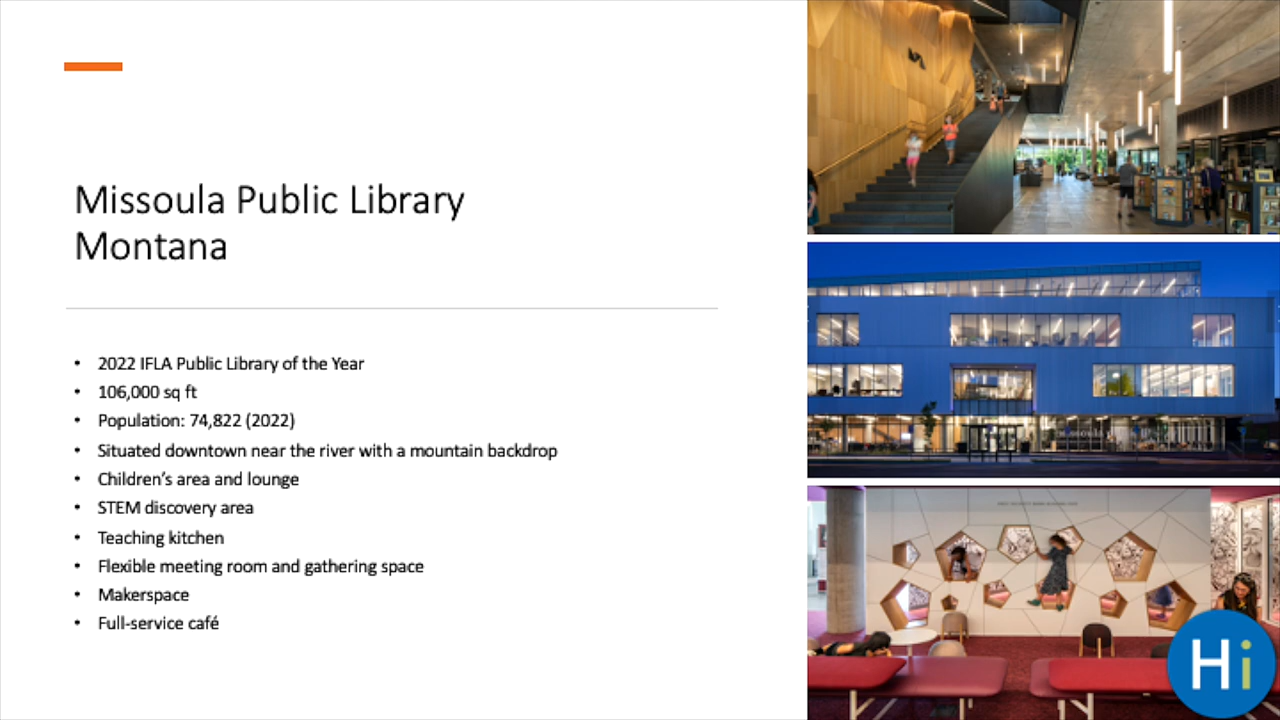 Missoula Public Library
Montana
• 2022 IFLA Public Library of the Year
• 106,000 sq ft
• Population: 74,822 (2022)
• Situated downtown near the river with a mountain backdrop
• Children’s area and lounge
• STEM discovery area
• Teaching kitchen
• Flexible meeting room and gathering space
• Makerspace
• Full-service café
Hi